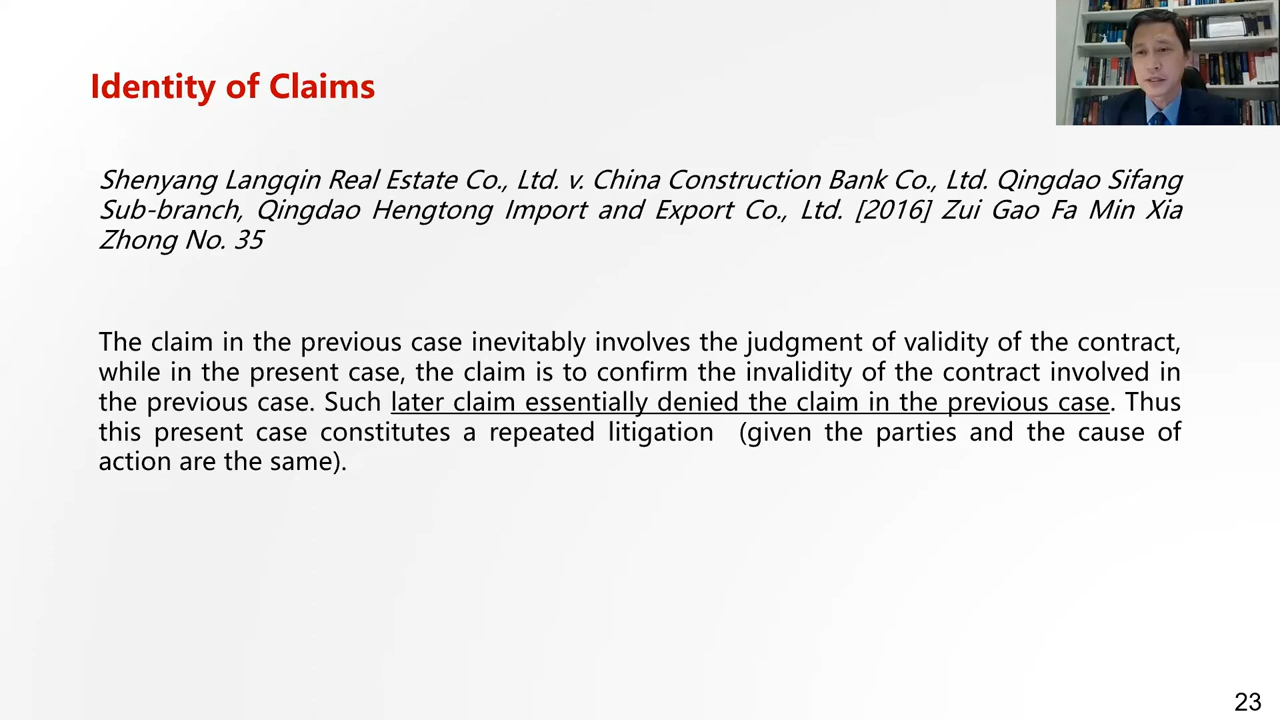 Identity of Claims
Shenyang Langqin Real Estate Co., Ltd. v. China Construction Bank Co., Ltd. Qingdao Sifang
Sub-branch, Qingdao Hengtong Import and Export Co., Ltd. [2016] Zui Gao Fa Min Xia
Zhong No. 35
The claim in the previous case inevitably involves the judgment of validity of the contract,
while in the present case, the claim is to confirm the invalidity of the contract involved in
the previous case. Such later claim essentially denied the claim in the previous case. Thus
this present case constitutes a repeated litigation (given the parties and the cause of
action are the same).
23